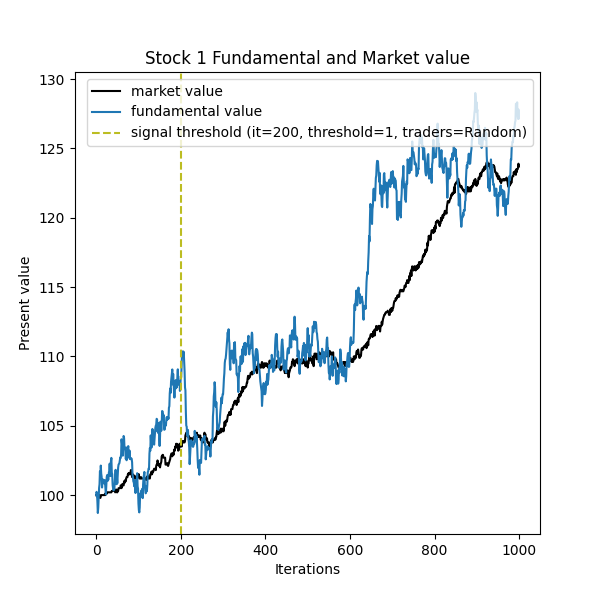 Stock 1 Fundamental and Market value
market value
fundamental value
signal threshold (it=200, threshold=1, traders=Random)
130
125
120
115
110
105
100
Present value
0 200 400 600 800 1000
Iterations